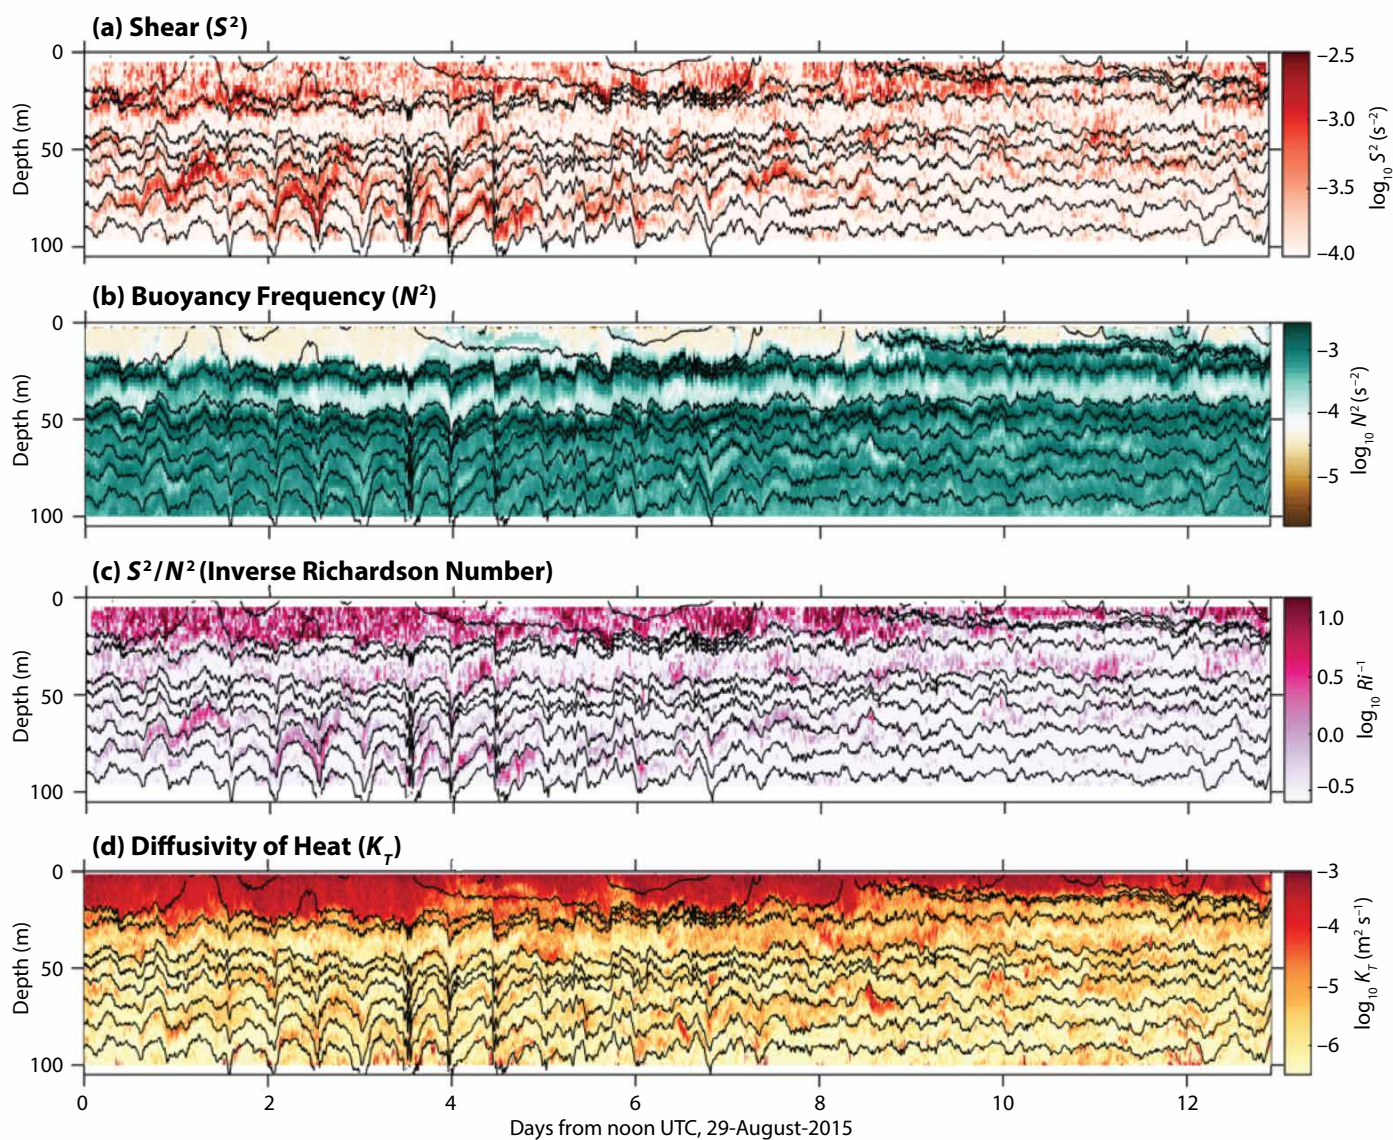 (a) Shear (S²)
0
50
100
Depth (m)
−2.5
−3.0
−3.5
−4.0
log₁₀ S² (s⁻²)
(b) Buoyancy Frequency (N²)
0
50
100
Depth (m)
−3
−4
−5
log₁₀ N² (s⁻²)
(c) S²/N² (Inverse Richardson Number)
0
50
100
Depth (m)
1.0
0.5
0.0
−0.5
log₁₀ Ri⁻¹
(d) Diffusivity of Heat (K_T)
0
50
100
Depth (m)
−3
−4
−5
−6
log₁₀ K_T (m² s⁻¹)
0 2 4 6 8 10 12
Days from noon UTC, 29-August-2015